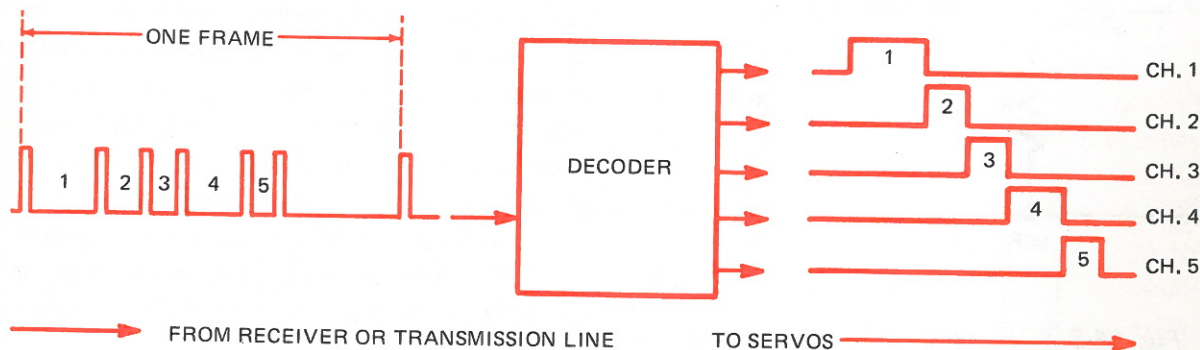 ONE FRAME
1 2 3 4 5
DECODER
1
CH. 1
2
CH. 2
3
CH. 3
4
CH. 4
5
CH. 5
FROM RECEIVER OR TRANSMISSION LINE
TO SERVOS